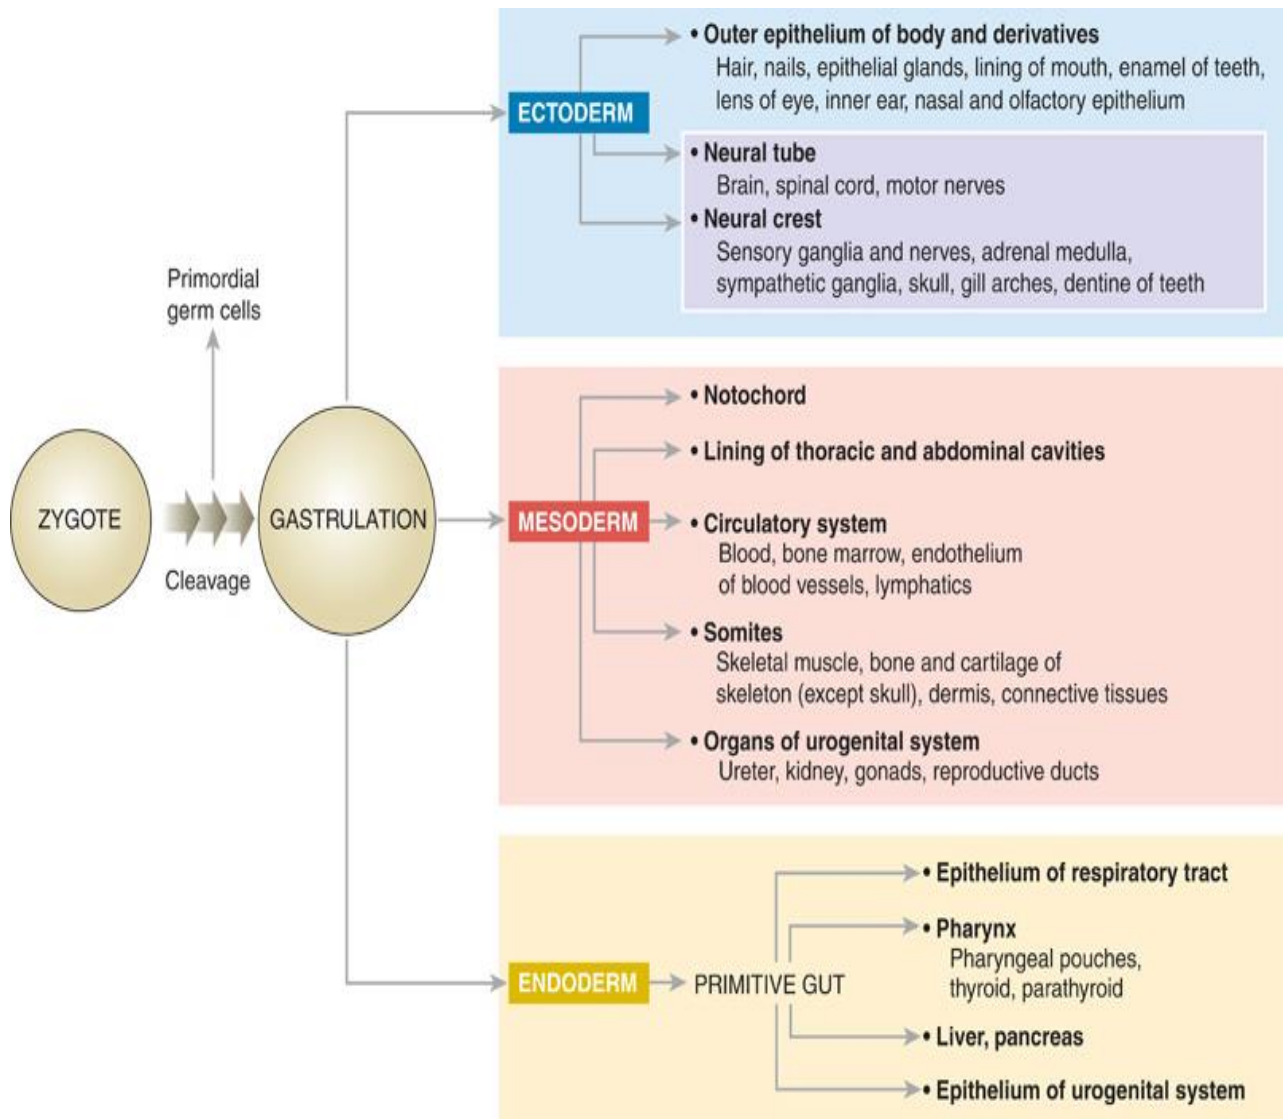 ZYGOTE
Cleavage
Primordial
germ cells
GASTRULATION
ECTODERM
• Outer epithelium of body and derivatives
Hair, nails, epithelial glands, lining of mouth, enamel of teeth,
lens of eye, inner ear, nasal and olfactory epithelium
• Neural tube
Brain, spinal cord, motor nerves
• Neural crest
Sensory ganglia and nerves, adrenal medulla,
sympathetic ganglia, skull, gill arches, dentine of teeth
MESODERM
• Notochord
• Lining of thoracic and abdominal cavities
• Circulatory system
Blood, bone marrow, endothelium
of blood vessels, lymphatics
• Somites
Skeletal muscle, bone and cartilage of
skeleton (except skull), dermis, connective tissues
• Organs of urogenital system
Ureter, kidney, gonads, reproductive ducts
ENDODERM
PRIMITIVE GUT
• Epithelium of respiratory tract
• Pharynx
Pharyngeal pouches,
thyroid, parathyroid
• Liver, pancreas
• Epithelium of urogenital system